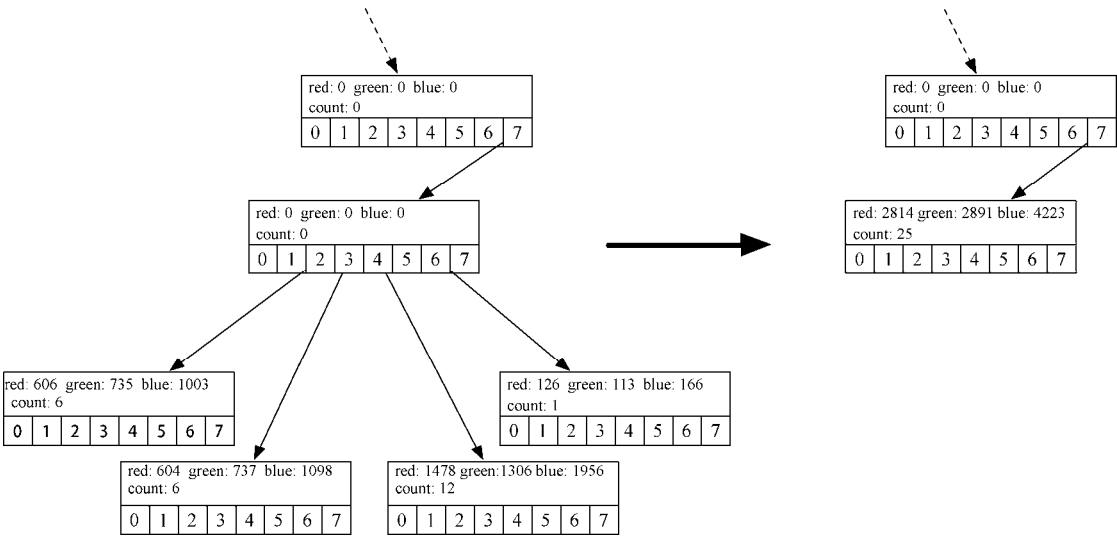 red: 0 green: 0 blue: 0
count: 0
0 1 2 3 4 5 6 7
red: 0 green: 0 blue: 0
count: 0
0 1 2 3 4 5 6 7
red: 606 green: 735 blue: 1003
count: 6
0 1 2 3 4 5 6 7
red: 604 green: 737 blue: 1098
count: 6
0 1 2 3 4 5 6 7
red: 1478 green:1306 blue: 1956
count: 12
0 1 2 3 4 5 6 7
red: 126 green: 113 blue: 166
count: 1
0 1 2 3 4 5 6 7
red: 0 green: 0 blue: 0
count: 0
0 1 2 3 4 5 6 7
red: 2814 green: 2891 blue: 4223
count: 25
0 1 2 3 4 5 6 7